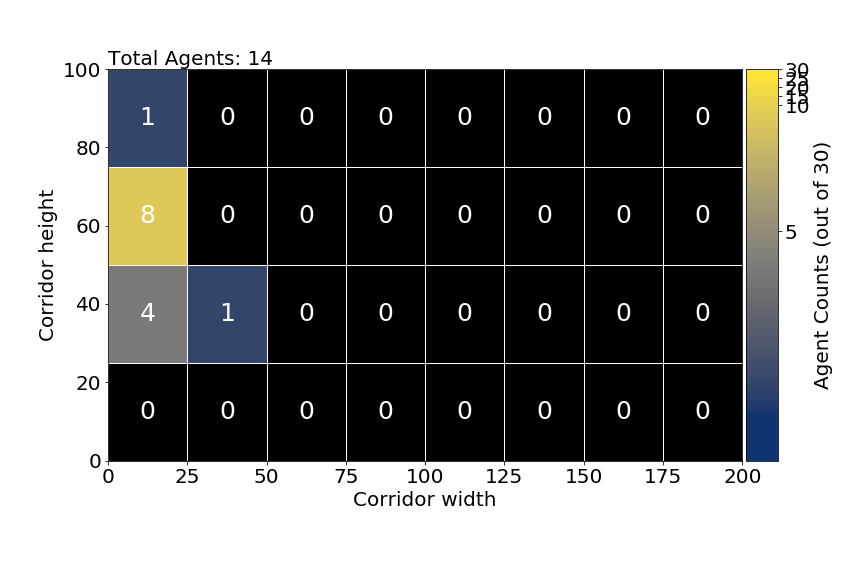 Total Agents: 14
100
80
60
40
20
0
Corridor height
1 0 0 0 0 0 0 0
8 0 0 0 0 0 0 0
4 1 0 0 0 0 0 0
0 0 0 0 0 0 0 0
0 25 50 75 100 125 150 175 200
Corridor width
30
25
20
15
10
5
Agent Counts (out of 30)